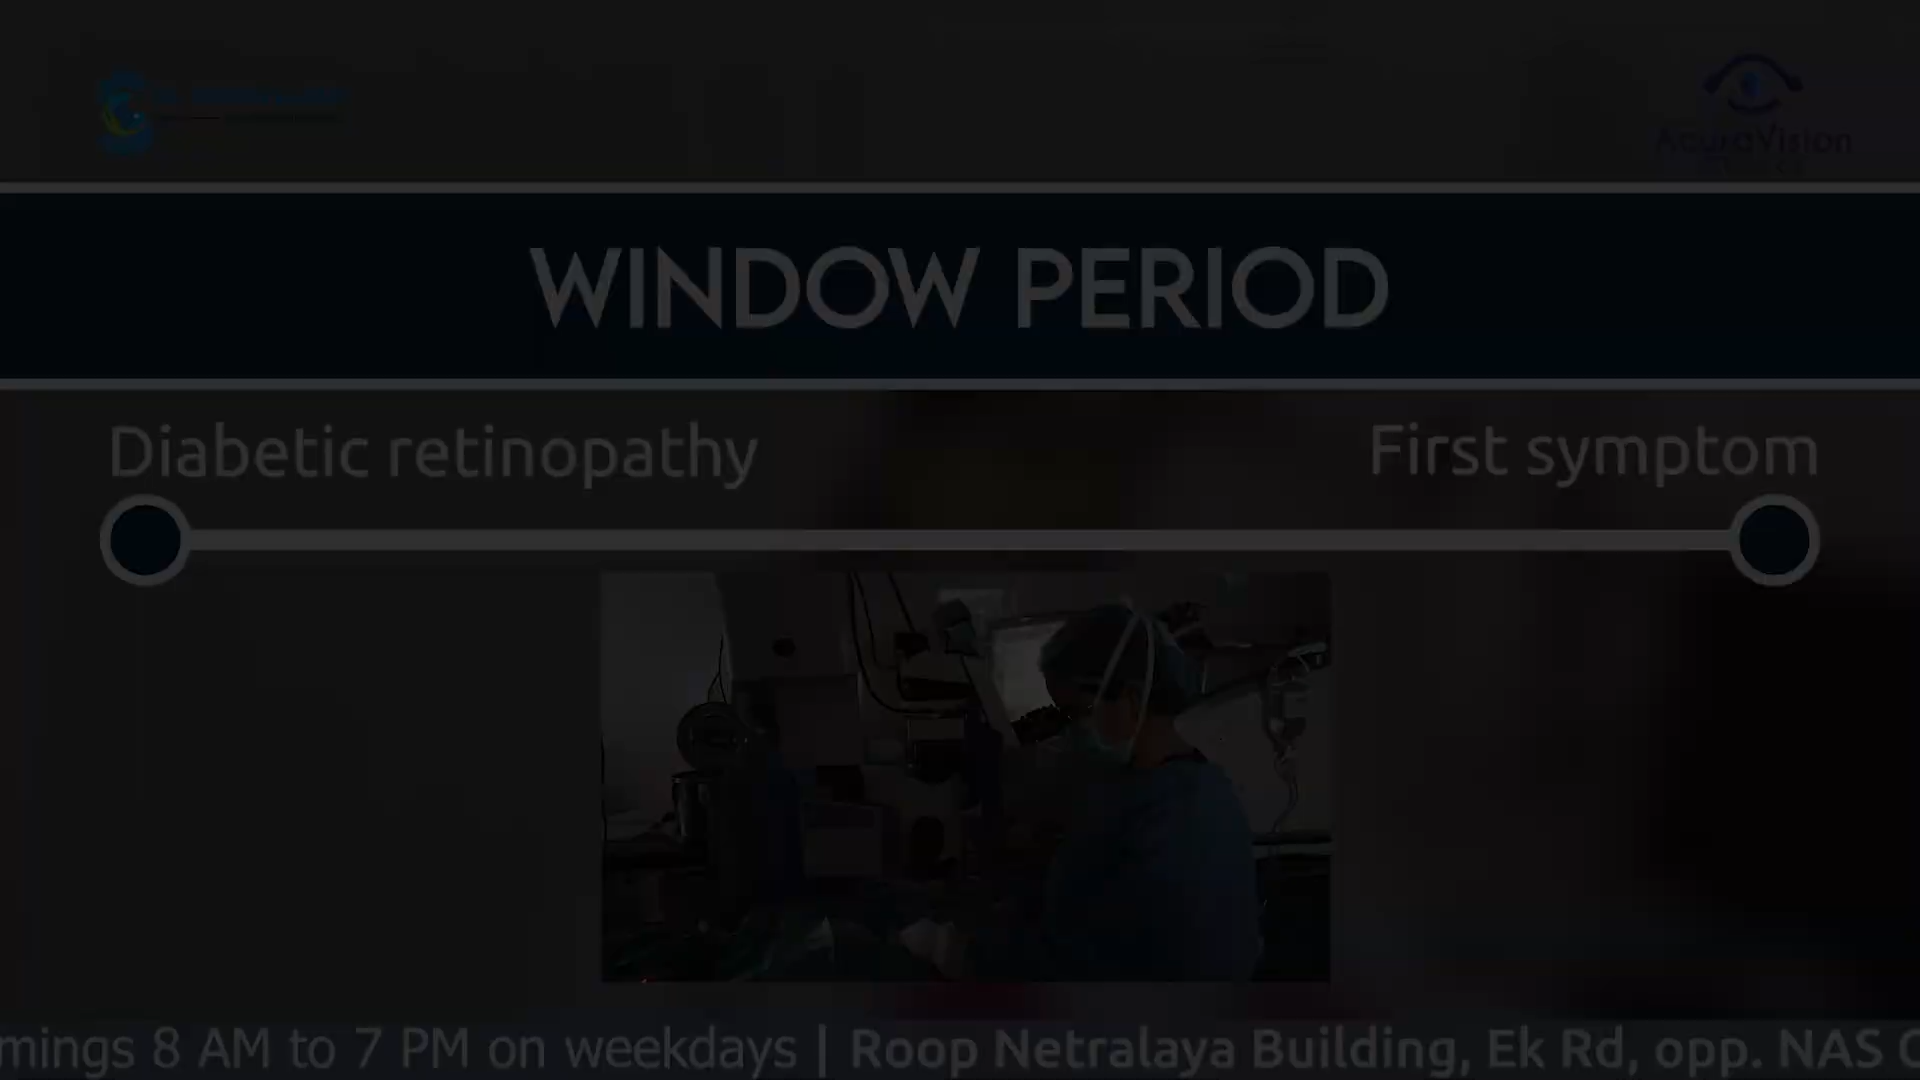 AcuraVision
WINDOW PERIOD
Diabetic retinopathy
First symptom
mings 8 AM to 7 PM on weekdays | Roop Netralaya Building, Ek Rd, opp. NAS